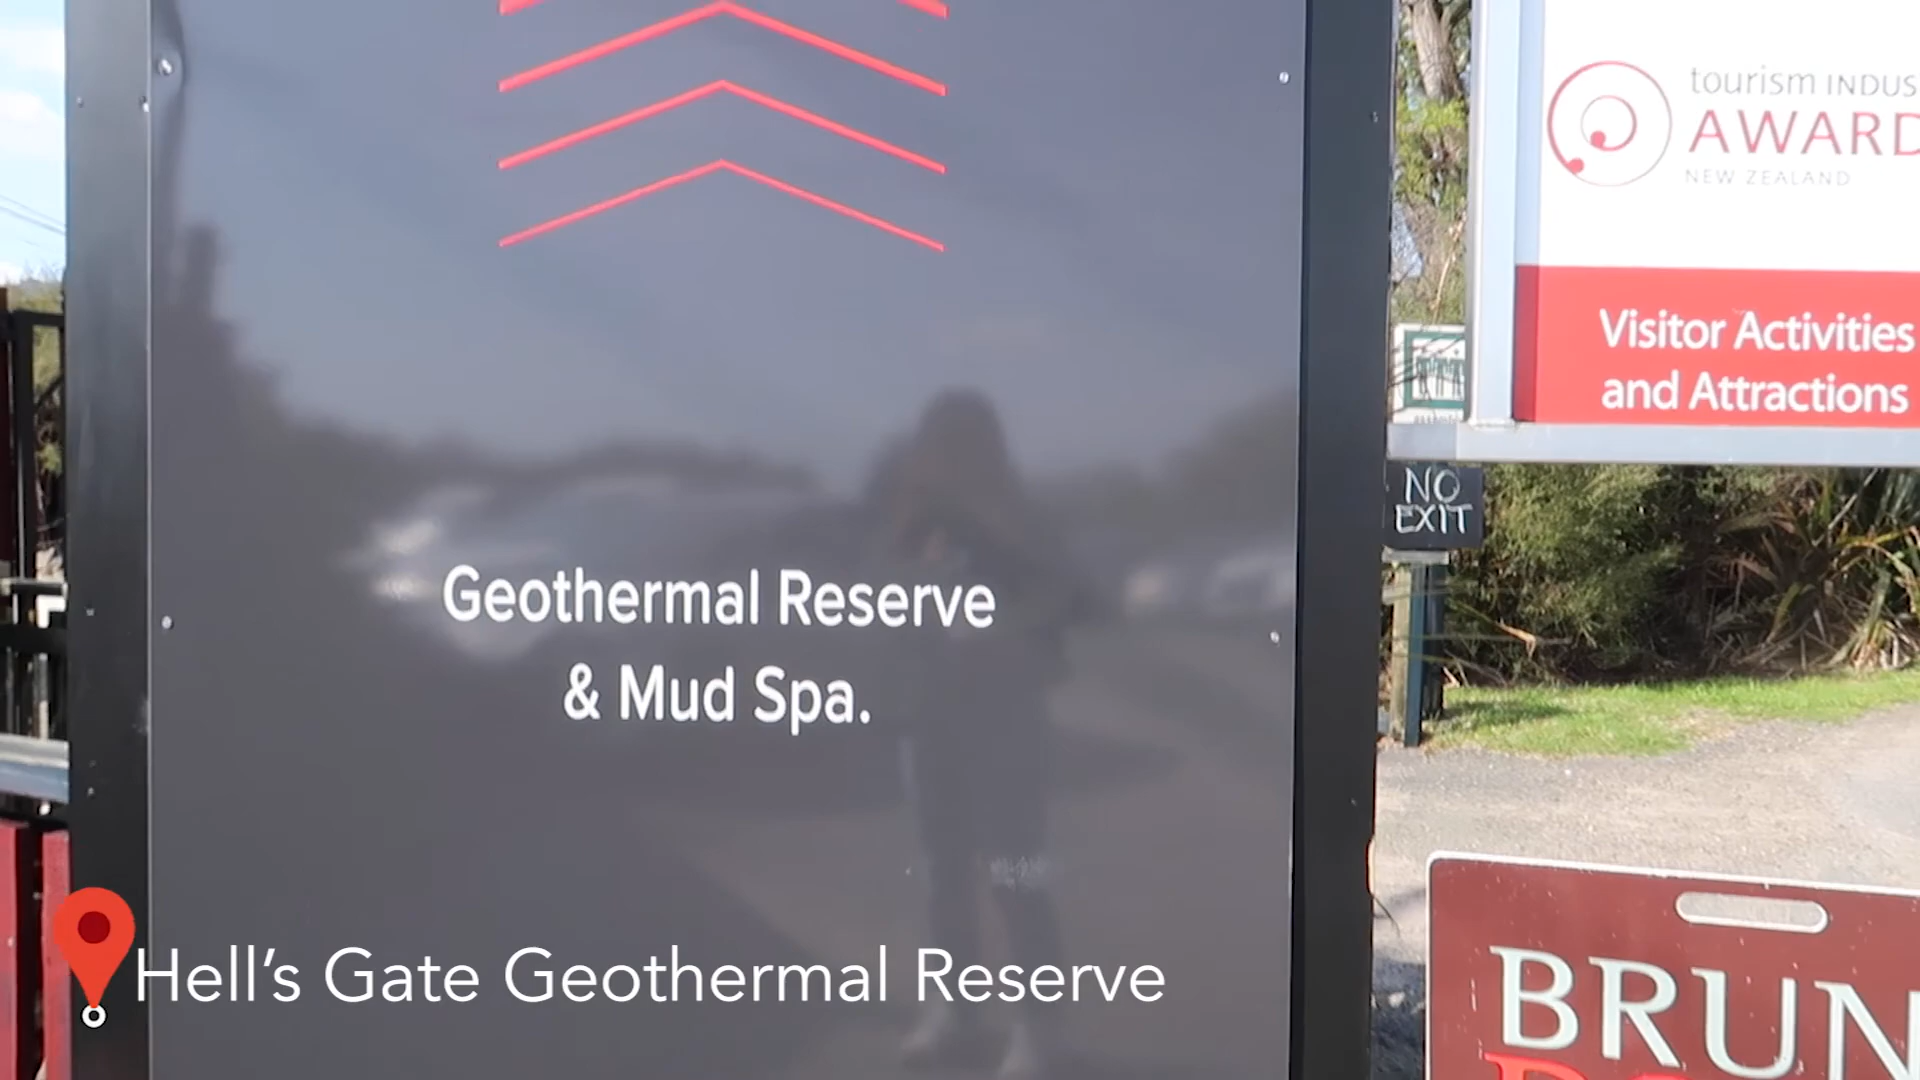 Geothermal Reserve
& Mud Spa.
tourism INDUS
AWARD
NEW ZEALAND
Visitor Activities
and Attractions
NO
EXIT
BRUN
Hell's Gate Geothermal Reserve